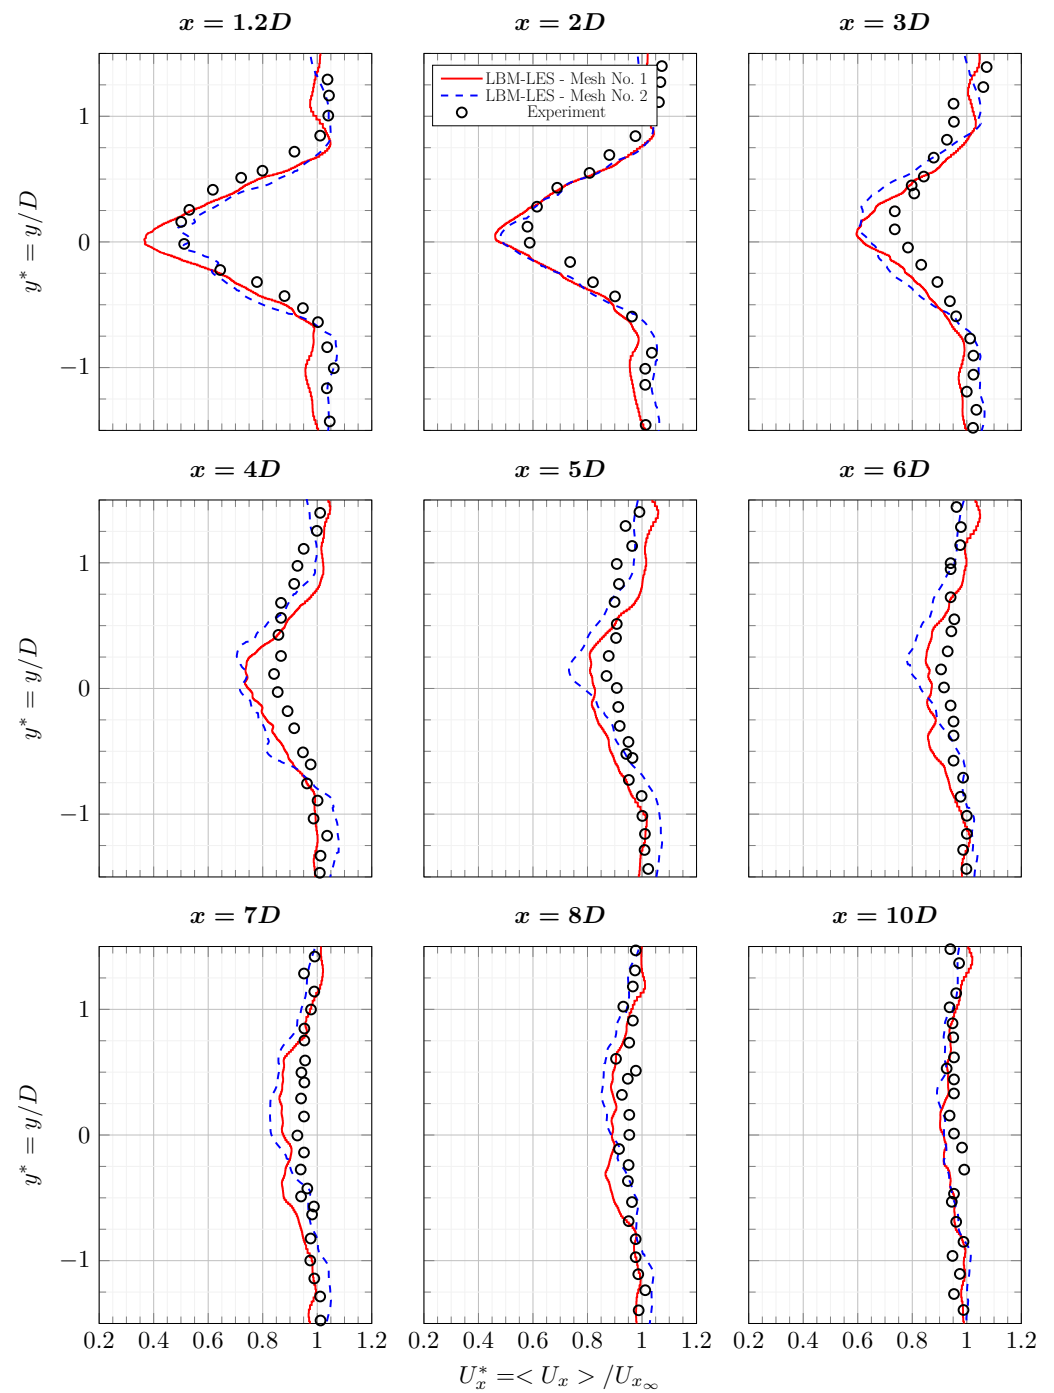 x = 1.2D x = 2D x = 3D
LBM-LES - Mesh No. 1
LBM-LES - Mesh No. 2
Experiment
1
0
−1
y* = y/D
x = 4D x = 5D x = 6D
1
0
−1
y* = y/D
x = 7D x = 8D x = 10D
1
0
−1
y* = y/D
0.2 0.4 0.6 0.8 1 1.2 0.2 0.4 0.6 0.8 1 1.2 0.2 0.4 0.6 0.8 1 1.2
U*ₓ =< Uₓ > /Uₓ∞